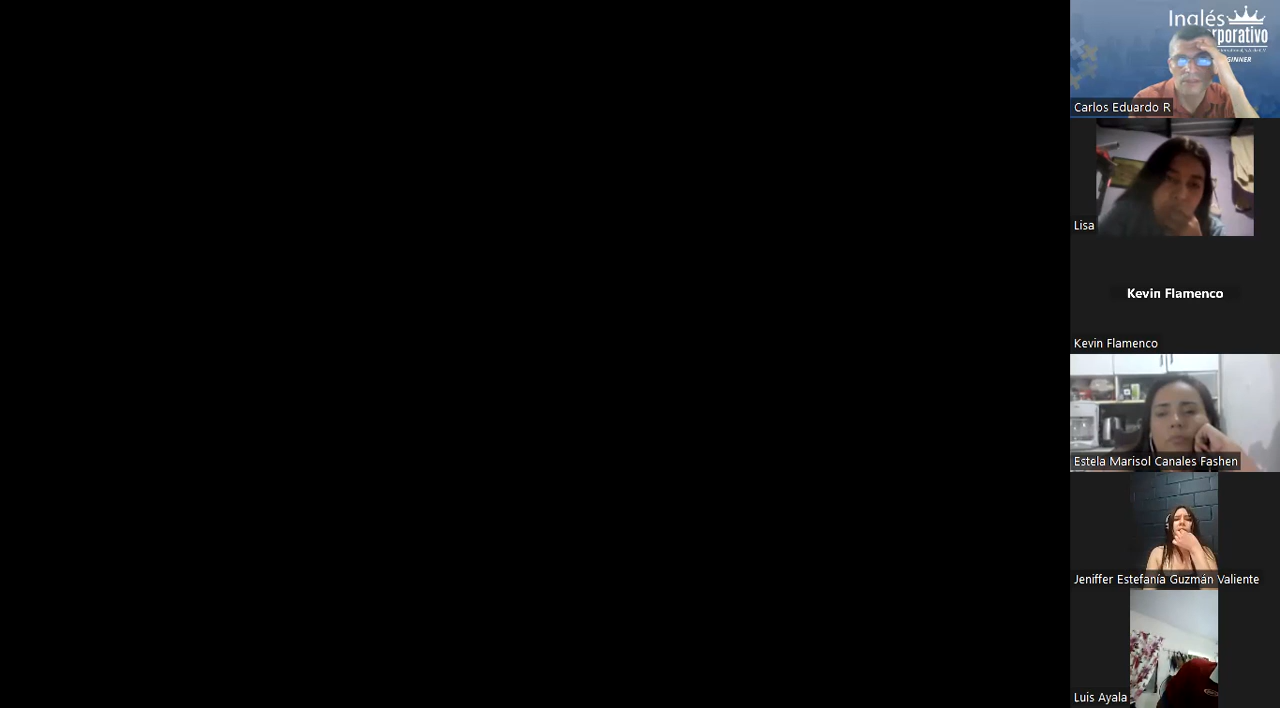 Inglés
rporativo
GINNER
Carlos Eduardo R
Lisa
Kevin Flamenco
Kevin Flamenco
Estela Marisol Canales Fashen
Jeniffer Estefanía Guzmán Valiente
Luis Ayala